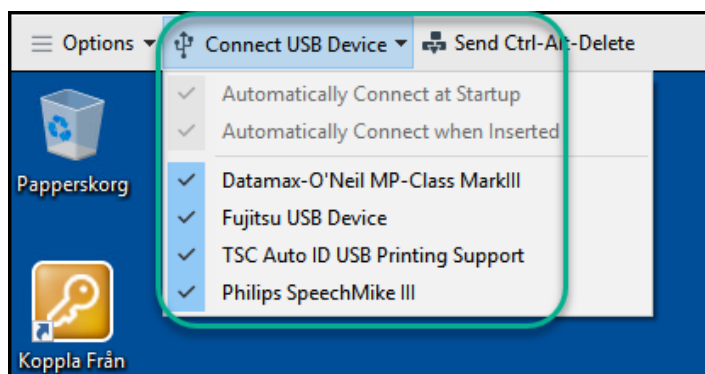 Options Connect USB Device Send Ctrl-Alt-Delete
Automatically Connect at Startup
Automatically Connect when Inserted
Papperskorg
Datamax-O'Neil MP-Class MarkIII
Fujitsu USB Device
TSC Auto ID USB Printing Support
Philips SpeechMike III
Koppla Från